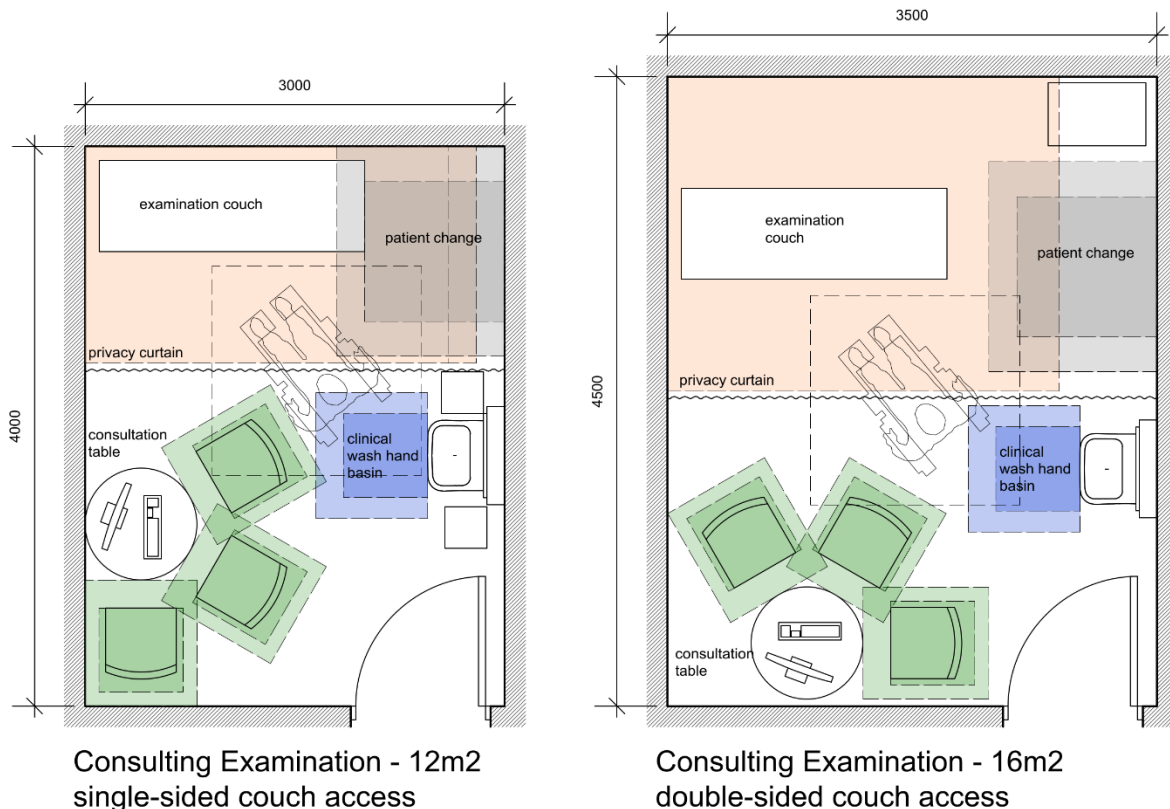 3000
4000
examination couch
patient change
privacy curtain
consultation
table
clinical
wash hand
basin
Consulting Examination - 12m2
single-sided couch access
3500
4500
examination
couch
patient change
privacy curtain
clinical
wash hand
basin
consultation
table
Consulting Examination - 16m2
double-sided couch access